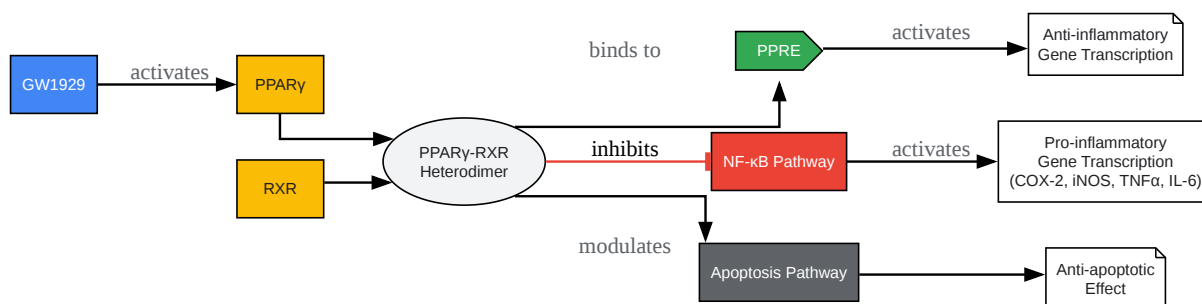 GW1929
activates
PPARγ
RXR
PPARγ-RXR
Heterodimer
binds to
PPRE
activates
Anti-inflammatory
Gene Transcription
inhibits
NF-κB Pathway
activates
Pro-inflammatory
Gene Transcription
(COX-2, iNOS, TNFα, IL-6)
modulates
Apoptosis Pathway
Anti-apoptotic
Effect